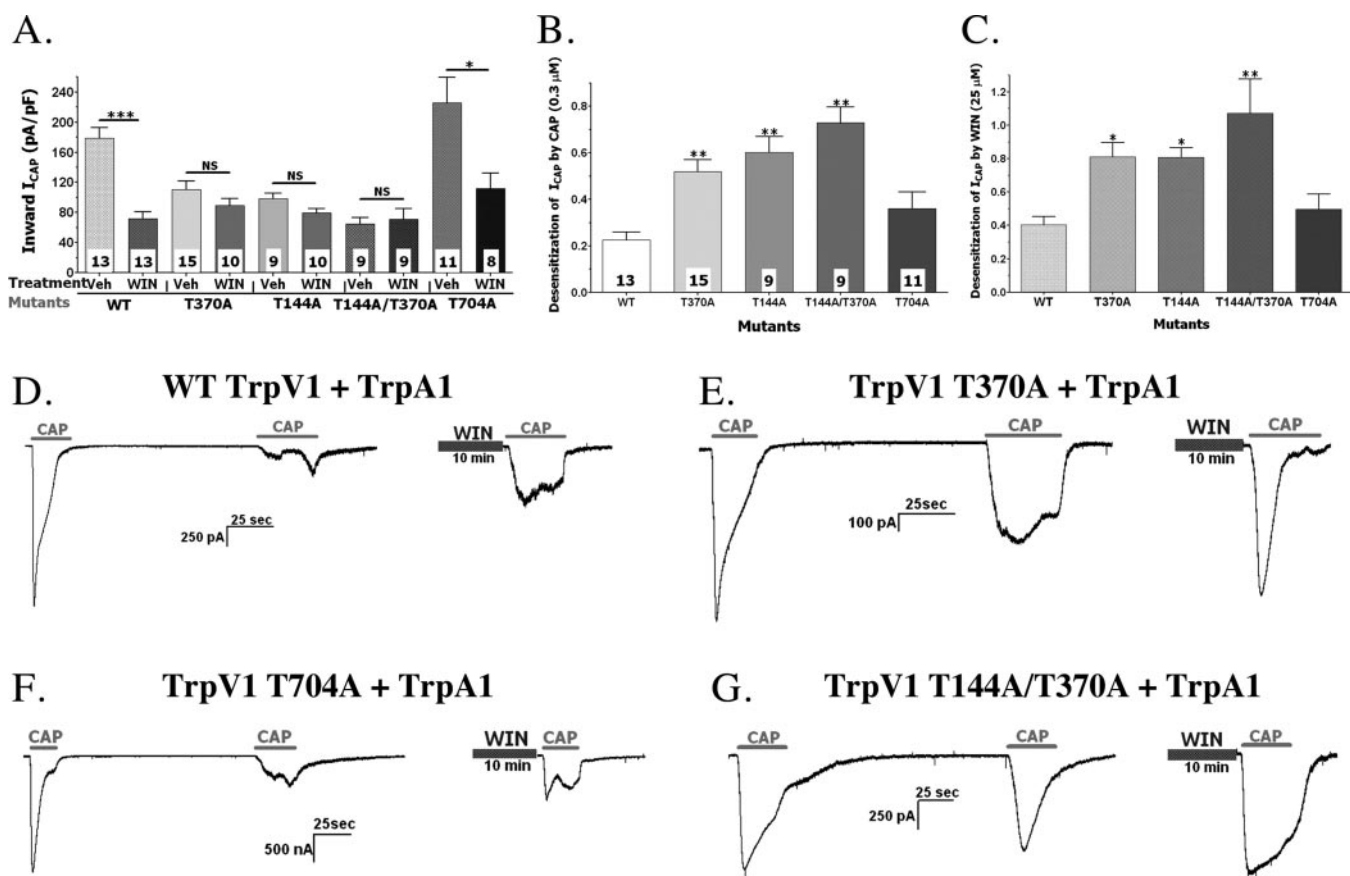 A.
Inward I_CAP (pA/pF)
240
200
160
120
80
40
0
***
NS
NS
NS
*
13 13 15 10 9 10 9 9 11 8
Treatment Veh WIN Veh WIN Veh WIN Veh WIN Veh WIN
Mutants WT T370A T144A T144A/T370A T704A
B.
Desensitization of I_CAP by CAP (0.3 µM)
0.8
0.6
0.4
0.2
0.0
** ** ** 
13 15 9 9 11
WT T370A T144A T144A/T370A T704A
Mutants
C.
Desensitization of I_CAP by WIN (25 µM)
1.2
1.0
0.8
0.6
0.4
0.2
0.0
* * **
WT T370A T144A T144A/T370A T704A
Mutants
D. WT TrpV1 + TrpA1
CAP CAP WIN CAP
10 min
25 sec
250 pA
E. TrpV1 T370A + TrpA1
CAP CAP WIN CAP
10 min
25sec
100 pA
F. TrpV1 T704A + TrpA1
CAP CAP WIN CAP
10 min
25sec
500 nA
G. TrpV1 T144A/T370A + TrpA1
CAP CAP WIN CAP
10 min
25 sec
250 pA